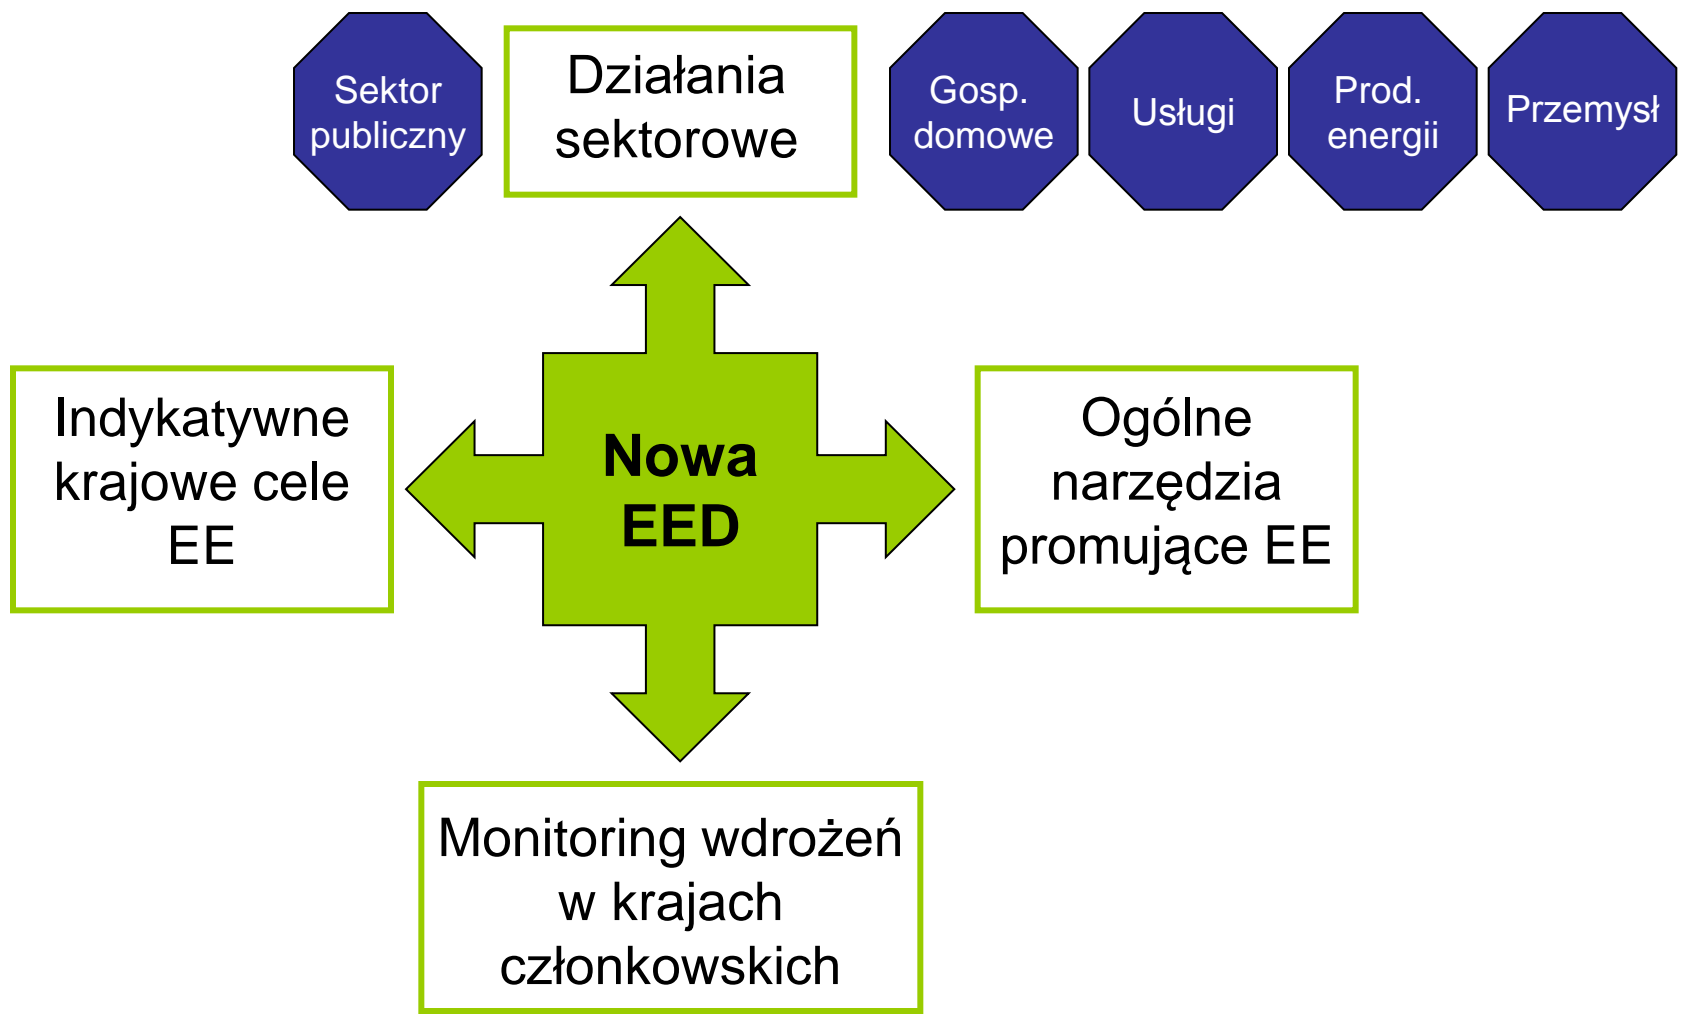 Sektor
publiczny
Działania
sektorowe
Gosp.
domowe
Usługi
Prod.
energii
Przemysł
Indykatywne
krajowe cele
EE
Nowa
EED
Ogólne
narzędzia
promujące EE
Monitoring wdrożeń
w krajach
członkowskich